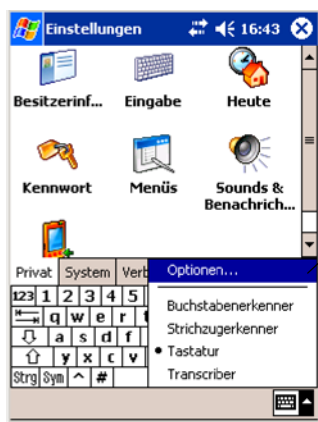 Einstellungen 16:43
Besitzerinf... Eingabe Heute
Kennwort Menüs Sounds &
Benachrich...
Privat System Verb
Optionen...
Buchstabenerkenner
Strichzugerkenner
Tastatur
Transcriber
123 1 2 3 4 5
q w e r t
a s d f
y x c v
Strg Sym ^ #